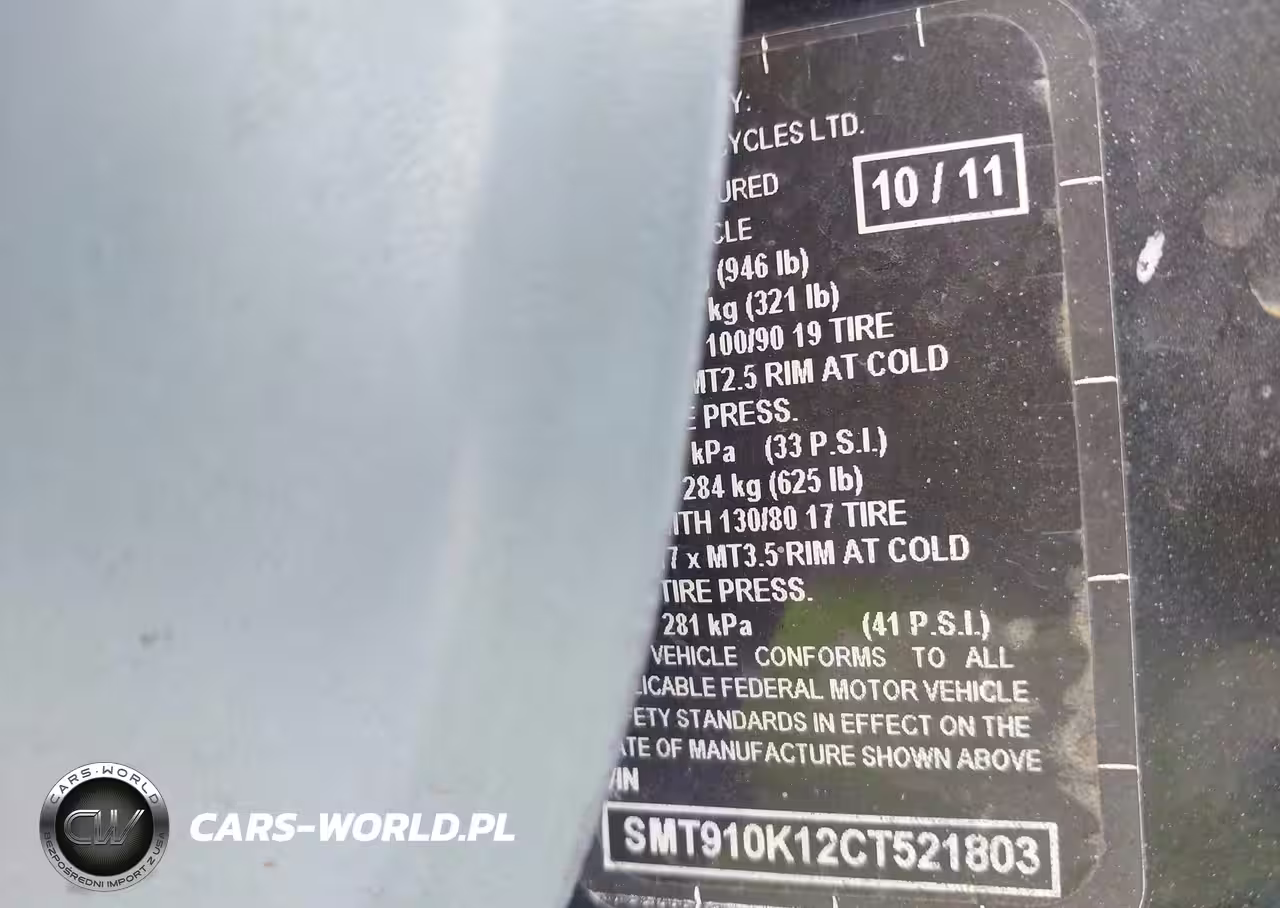 Y:
YCLES LTD.
URED
10 / 11
CLE
(946 lb)
kg (321 lb)
100/90 19 TIRE
MT2.5 RIM AT COLD
E PRESS.
kPa (33 P.S.I.)
284 kg (625 lb)
ITH 130/80 17 TIRE
7 x MT3.5 RIM AT COLD
TIRE PRESS.
281 kPa (41 P.S.I.)
VEHICLE CONFORMS TO ALL
LICABLE FEDERAL MOTOR VEHICLE
FETY STANDARDS IN EFFECT ON THE
ATE OF MANUFACTURE SHOWN ABOVE
VIN
SMT910K12CT521803
CARS-WORLD
CW
BEZPOŚREDNI IMPORT Z USA
CARS-WORLD.PL